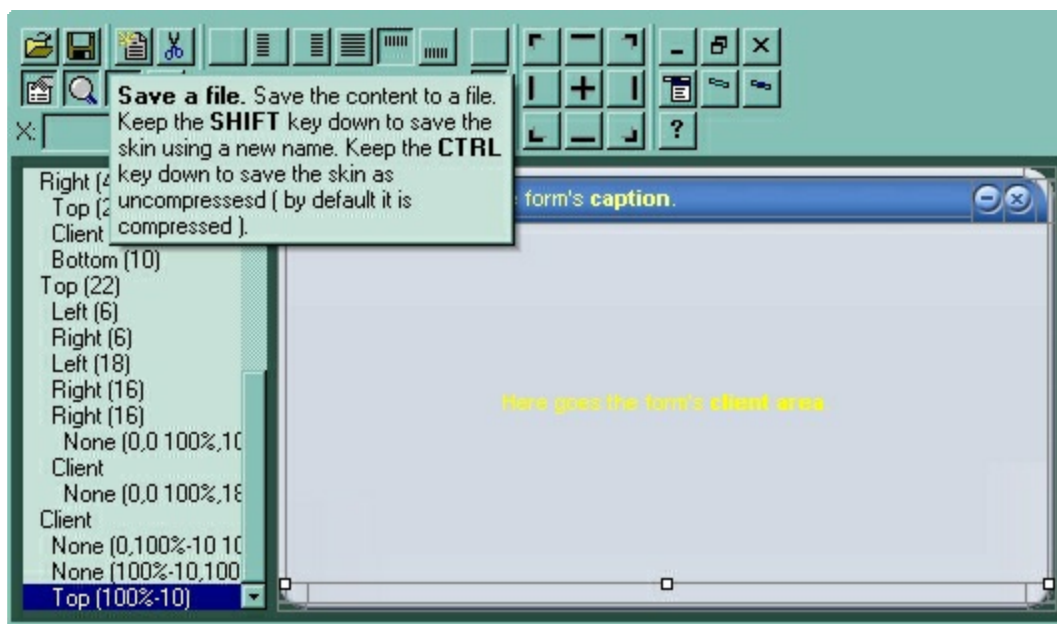 Save a file. Save the content to a file.
Keep the SHIFT key down to save the
skin using a new name. Keep the CTRL
key down to save the skin as
uncompressesd ( by default it is
compressed ).
X:
?
Right (
Top (2
Client
Bottom (10)
Top (22)
Left (6)
Right (6)
Left (18)
Right (16)
Right (16)
None (0,0 100%,10
Client
None (0,0 100%,18
Client
None (0,100%-10 10
None (100%-10,100
Top (100%-10)
form's caption.
Here goes the form's client area.